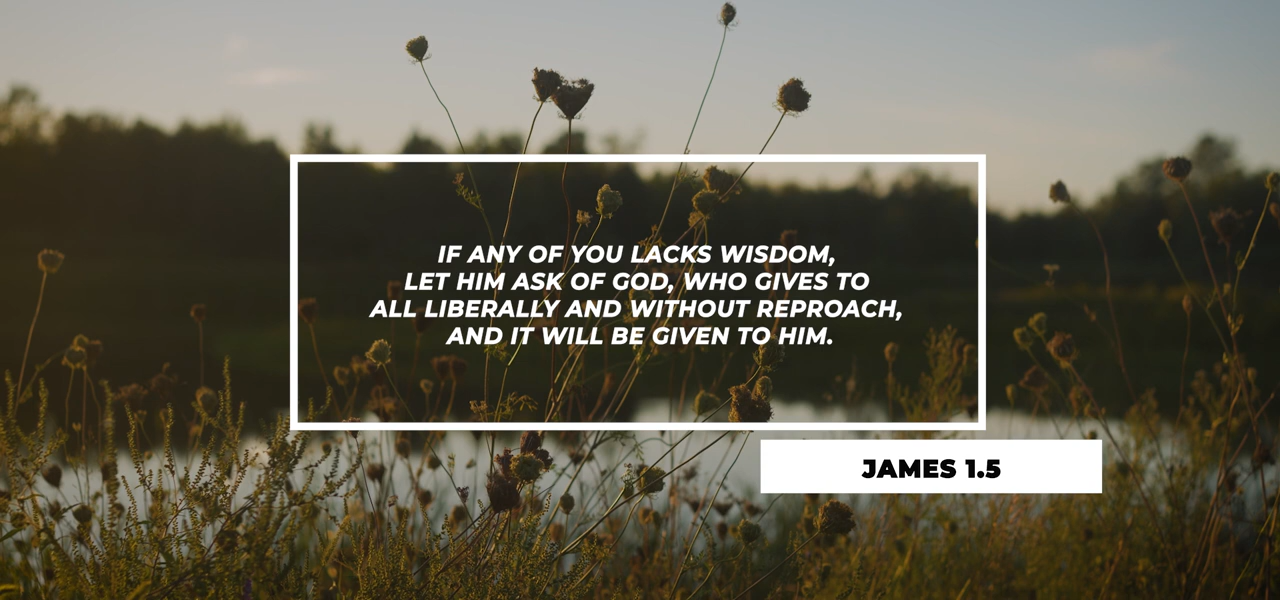 IF ANY OF YOU LACKS WISDOM,
LET HIM ASK OF GOD, WHO GIVES TO
ALL LIBERALLY AND WITHOUT REPROACH,
AND IT WILL BE GIVEN TO HIM.
JAMES 1.5